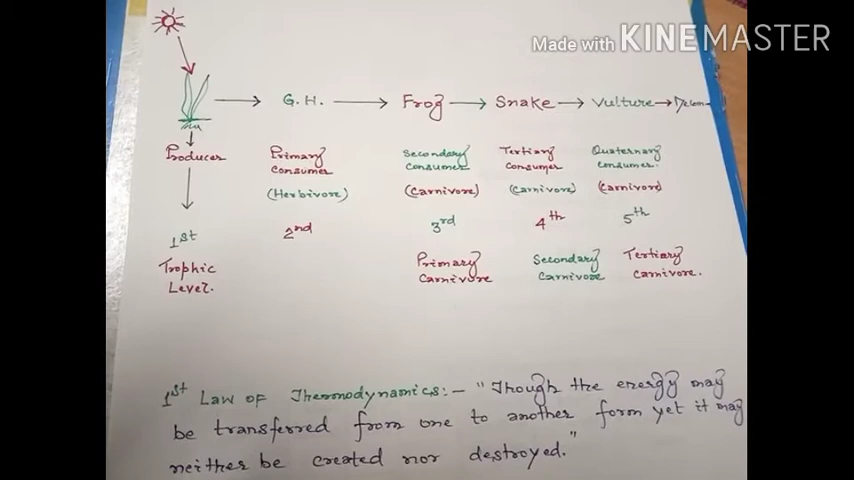 Made with KINEMASTER
G.H. Frog Snake Vulture
Producer Primary Secondary Tertiary Quaternary
consumer consumer consumer consumer.
(Herbivore) (Carnivore) (Carnivore) (Carnivore)
1st 2nd 3rd 4th 5th
Trophic Primary Secondary Tertiary
Level. Carnivore Carnivore carnivore.
1st Law of Thermodynamics:- "Though the energy may
be transferred from one to another form yet it may
neither be created nor destroyed."